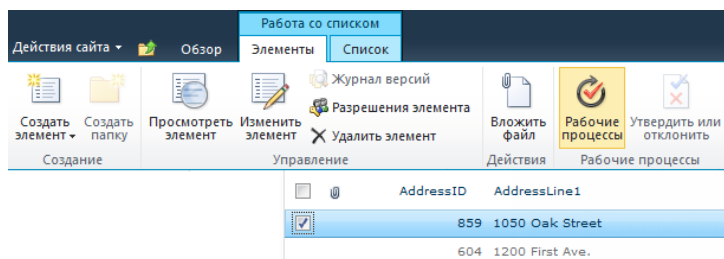 Работа со списком
Действия сайта Обзор Элементы Список
Создать элемент
Создать папку
Просмотреть элемент
Изменить элемент
Журнал версий
Разрешения элемента
Удалить элемент
Вложить файл
Рабочие процессы
Утвердить или отклонить
Создание Управление Действия Рабочие процессы
AddressID AddressLine1
859 1050 Oak Street
604 1200 First Ave.